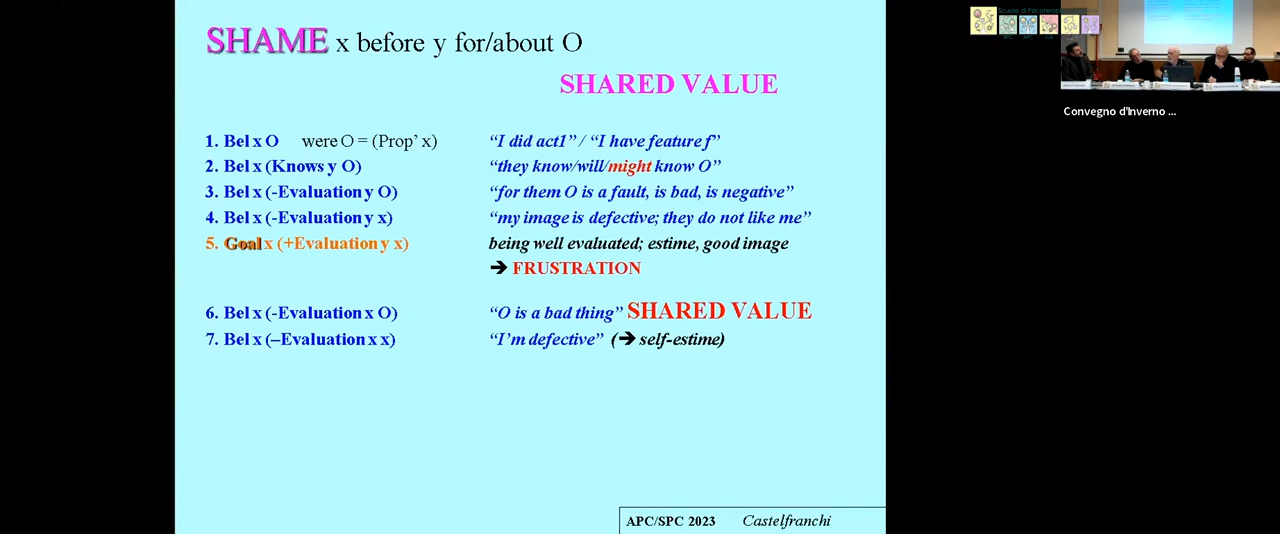 SHAME x before y for/about O
SHARED VALUE
1. Bel x O were O = (Prop’ x) “I did act1” / “I have feature f”
2. Bel x (Knows y O) “they know/will/might know O”
3. Bel x (-Evaluation y O) “for them O is a fault, is bad, is negative”
4. Bel x (-Evaluation y x) “my image is defective; they do not like me”
5. Goal x (+Evaluation y x) being well evaluated; estime, good image
➔ FRUSTRATION
6. Bel x (-Evaluation x O) “O is a bad thing” SHARED VALUE
7. Bel x (–Evaluation x x) “I’m defective” (➔ self-estime)
APC/SPC 2023 Castelfranchi
Scuole di Psicoterapia
Convegno d'Inverno ...